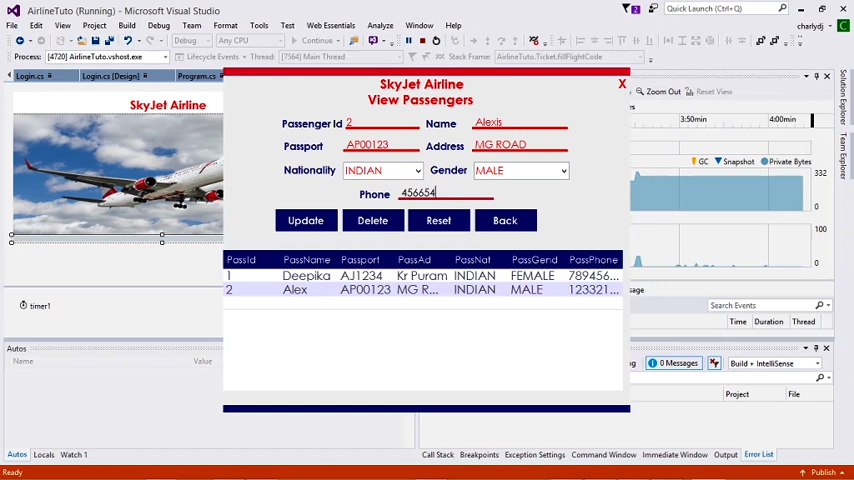 AirlineTuto (Running) - Microsoft Visual Studio
2
Quick Launch (Ctrl+Q)
File Edit View Project Build Debug Team Format Tools Test Web Essentials Analyze Window Help
charlydj C
Debug Any CPU Continue
Process: [4720] AirlineTuto.vshost.exe Lifecycle Events Thread: [7564] Main Thread Stack Frame: AirlineTuto.Ticket.fillFlightCode
Login.cs Login.cs [Design] Program.cs
SkyJet Airline
SkyJet Airline
View Passengers
X
Passenger Id 2 Name Alexis
Passport AP00123 Address MG ROAD
Nationality INDIAN Gender MALE
Phone 456654
Update Delete Reset Back
PassId PassName Passport PassAd PassNat PassGend PassPhone
1 Deepika AJ1234 Kr Puram INDIAN FEMALE 789456...
2 Alex AP00123 MG R... INDIAN MALE 123321...
Zoom Out Reset View
3:50min 4:00min
GC Snapshot Private Bytes
332
0
100
0
Search Events
Time Duration Thread
0 Messages Build + IntelliSense
Project File
timer1
Autos
Name Value
Autos Locals Watch 1
Call Stack Breakpoints Exception Settings Command Window Immediate Window Output Error List
Ready
Publish
Solution Explorer
Team Explorer